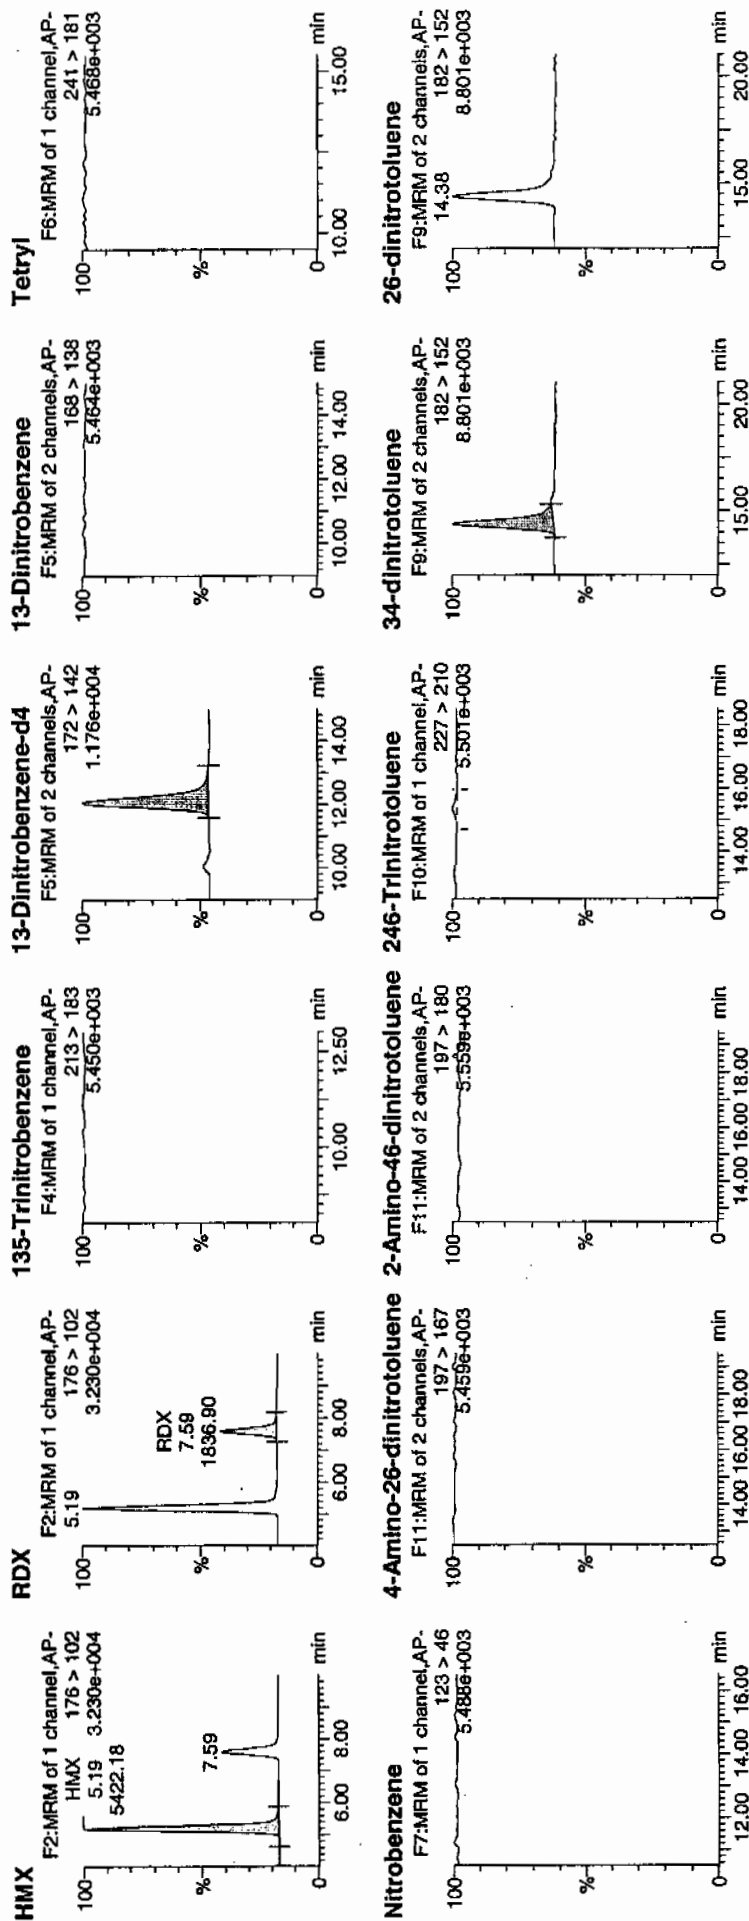 HMX
F2:MRM of 1 channel,AP-
HMX
176 > 102
5.19
3.230e+004
5422.18
7.59
100
%
0
6.00
8.00
min
RDX
F2:MRM of 1 channel,AP-
5.19
176 > 102
3.230e+004
RDX
7.59
1836.90
100
%
0
6.00
8.00
min
135-Trinitrobenzene
F4:MRM of 1 channel,AP-
213 > 183
5.450e+003
100
%
0
10.00
12.50
min
13-Dinitrobenzene-d4
F5:MRM of 2 channels,AP-
172 > 142
1.176e+004
100
%
0
10.00
12.00
14.00
min
13-Dinitrobenzene
F5:MRM of 2 channels,AP-
168 > 138
5.464e+003
100
%
0
10.00
12.00
14.00
min
Tetryl
F6:MRM of 1 channel,AP-
241 > 181
5.468e+003
100
%
0
10.00
15.00
min
Nitrobenzene
F7:MRM of 1 channel,AP-
123 > 46
5.488e+003
100
%
0
12.00
14.00
16.00
min
4-Amino-26-dinitrotoluene
F11:MRM of 2 channels,AP-
197 > 167
5.459e+003
100
%
0
14.00
16.00
18.00
min
2-Amino-46-dinitrotoluene
F11:MRM of 2 channels,AP-
197 > 180
5.559e+003
100
%
0
14.00
16.00
18.00
min
246-Trinitrotoluene
F10:MRM of 1 channel,AP-
227 > 210
5.501e+003
100
%
0
14.00
16.00
18.00
min
34-dinitrotoluene
F9:MRM of 2 channels,AP-
182 > 152
8.801e+003
100
%
0
15.00
20.00
min
26-dinitrotoluene
F9:MRM of 2 channels,AP-
14.38
182 > 152
8.801e+003
100
%
0
15.00
20.00
min